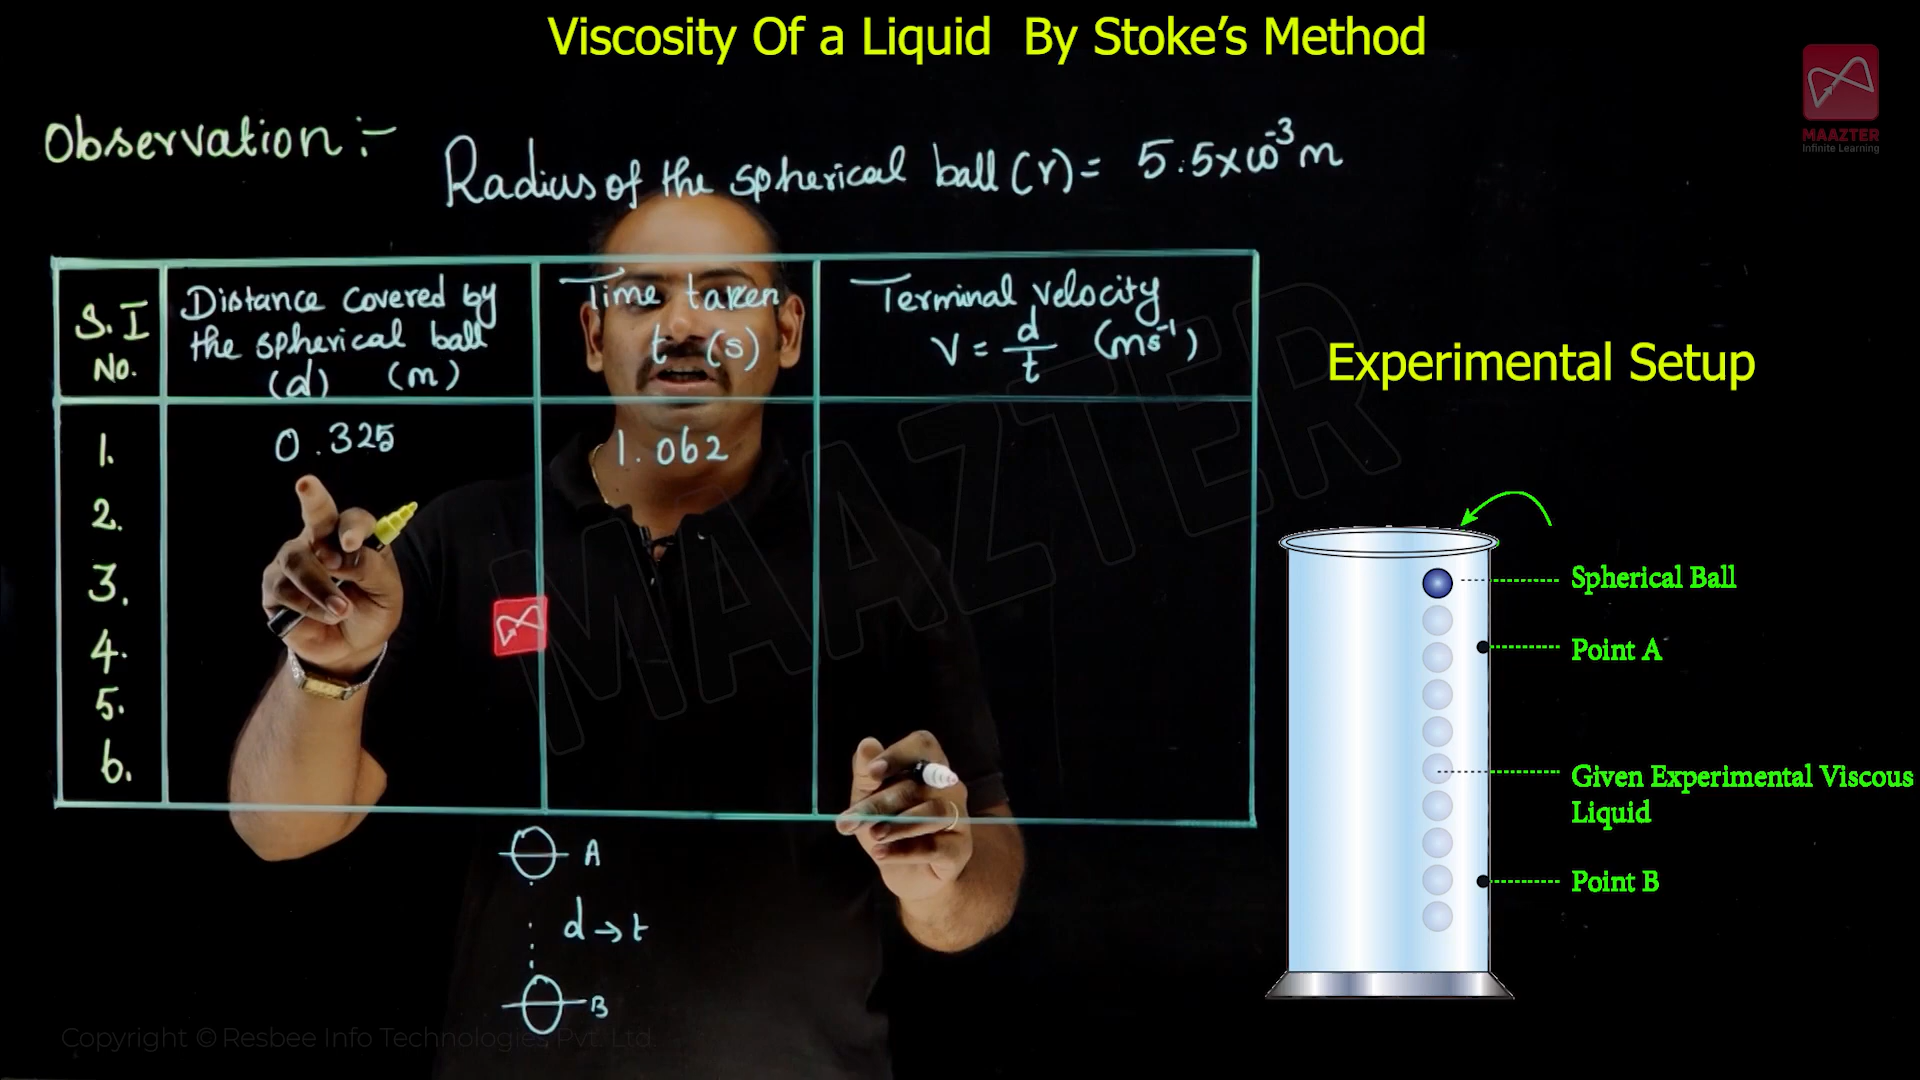 Viscosity Of a Liquid By Stoke's Method
MAAZTER
Infinite Learning
Observation :-
Radius of the spherical ball (r) = 5.5x10⁻³ m
S.I
No.
Distance covered by
the spherical ball
(d) (m)
Time taken
t (s)
Terminal velocity
V = d/t (ms⁻¹)
1. 0.325 1.062
2.
3.
4.
5.
6.
MAAZTER
Experimental Setup
Spherical Ball
Point A
Given Experimental Viscous
Liquid
Point B
A
d → t
B
Copyright © Resbee Info Technologies Pvt. Ltd.